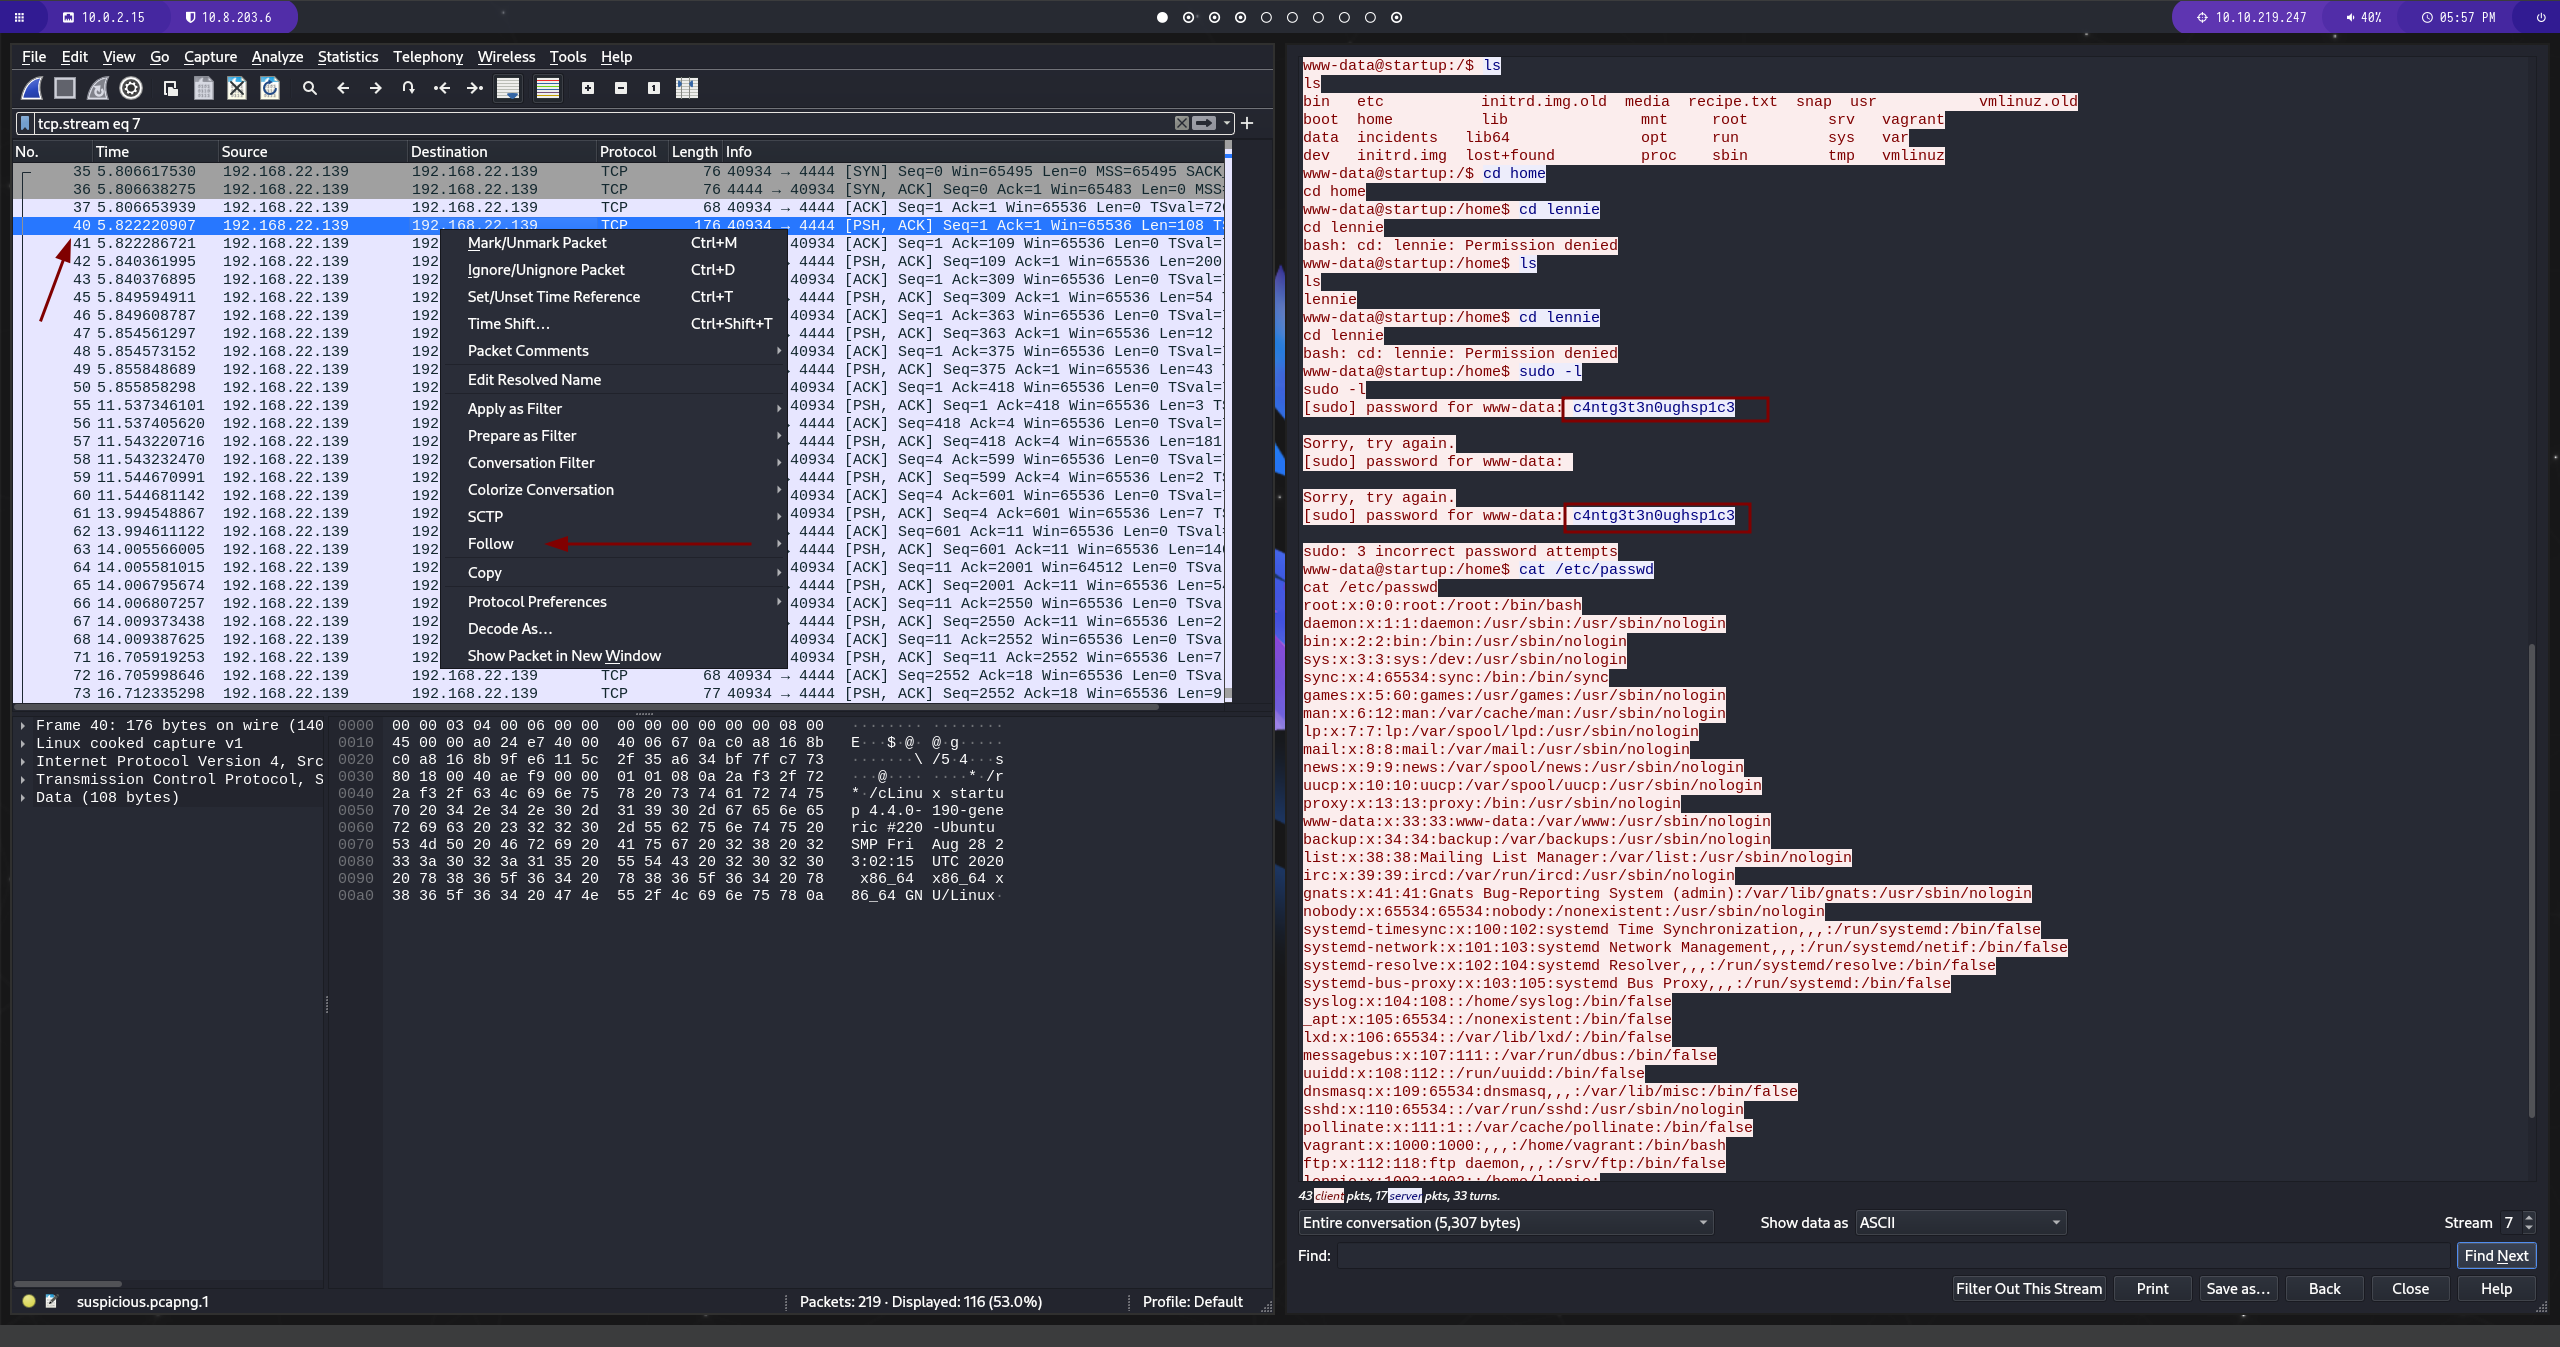 10.0.2.15
10.8.203.6
10.10.219.247
40%
05:57 PM
File Edit View Go Capture Analyze Statistics Telephony Wireless Tools Help
tcp.stream eq 7
No. Time Source Destination Protocol Length Info
35 5.806617530 192.168.22.139 192.168.22.139 TCP 76 40934 → 4444 [SYN] Seq=0 Win=65495 Len=0 MSS=65495 SACK
36 5.806638275 192.168.22.139 192.168.22.139 TCP 76 4444 → 40934 [SYN, ACK] Seq=0 Ack=1 Win=65483 Len=0 MSS=
37 5.806653939 192.168.22.139 192.168.22.139 TCP 68 40934 → 4444 [ACK] Seq=1 Ack=1 Win=65536 Len=0 TSval=72
40 5.822220907 192.168.22.139 192.168.22.139 TCP 176 40934 → 4444 [PSH, ACK] Seq=1 Ack=1 Win=65536 Len=108 T
41 5.822286721 192.168.22.139 192 40934 [ACK] Seq=1 Ack=109 Win=65536 Len=0 TSval=
42 5.840361995 192.168.22.139 192 4444 [PSH, ACK] Seq=109 Ack=1 Win=65536 Len=200
43 5.840376895 192.168.22.139 192 40934 [ACK] Seq=1 Ack=309 Win=65536 Len=0 TSval=
45 5.849594911 192.168.22.139 192 4444 [PSH, ACK] Seq=309 Ack=1 Win=65536 Len=54
46 5.849608787 192.168.22.139 192 40934 [ACK] Seq=1 Ack=363 Win=65536 Len=0 TSval=
47 5.854561297 192.168.22.139 192 4444 [PSH, ACK] Seq=363 Ack=1 Win=65536 Len=12
48 5.854573152 192.168.22.139 192 40934 [ACK] Seq=1 Ack=375 Win=65536 Len=0 TSval=
49 5.855848689 192.168.22.139 192 4444 [PSH, ACK] Seq=375 Ack=1 Win=65536 Len=43
50 5.855858298 192.168.22.139 192 40934 [ACK] Seq=1 Ack=418 Win=65536 Len=0 TSval=
55 11.537346101 192.168.22.139 192 40934 [PSH, ACK] Seq=1 Ack=418 Win=65536 Len=3 T
56 11.537405620 192.168.22.139 192 4444 [ACK] Seq=418 Ack=4 Win=65536 Len=0 TSval=
57 11.543220716 192.168.22.139 192 4444 [PSH, ACK] Seq=418 Ack=4 Win=65536 Len=181
58 11.543232470 192.168.22.139 192 40934 [ACK] Seq=4 Ack=599 Win=65536 Len=0 TSval=
59 11.544670991 192.168.22.139 192 4444 [PSH, ACK] Seq=599 Ack=4 Win=65536 Len=2
60 11.544681142 192.168.22.139 192 40934 [ACK] Seq=4 Ack=601 Win=65536 Len=0 TSval=
61 13.994548867 192.168.22.139 192 40934 [PSH, ACK] Seq=4 Ack=601 Win=65536 Len=7 T
62 13.994611122 192.168.22.139 192 4444 [ACK] Seq=601 Ack=11 Win=65536 Len=0 TSval
63 14.005566005 192.168.22.139 192 4444 [PSH, ACK] Seq=601 Ack=11 Win=65536 Len=14
64 14.005581015 192.168.22.139 192 40934 [ACK] Seq=11 Ack=2001 Win=64512 Len=0 TSva
65 14.006795674 192.168.22.139 192 4444 [PSH, ACK] Seq=2001 Ack=11 Win=65536 Len=5
66 14.006807257 192.168.22.139 192 40934 [ACK] Seq=11 Ack=2550 Win=65536 Len=0 TSva
67 14.009373438 192.168.22.139 192 4444 [PSH, ACK] Seq=2550 Ack=11 Win=65536 Len=2
68 14.009387625 192.168.22.139 192 40934 [ACK] Seq=11 Ack=2552 Win=65536 Len=0 TSva
71 16.705919253 192.168.22.139 192 40934 [PSH, ACK] Seq=11 Ack=2552 Win=65536 Len=7
72 16.705998646 192.168.22.139 192.168.22.139 TCP 68 40934 → 4444 [ACK] Seq=2552 Ack=18 Win=65536 Len=0 TSva
73 16.712335298 192.168.22.139 192.168.22.139 TCP 77 40934 → 4444 [PSH, ACK] Seq=2552 Ack=18 Win=65536 Len=9
Mark/Unmark Packet Ctrl+M
Ignore/Unignore Packet Ctrl+D
Set/Unset Time Reference Ctrl+T
Time Shift… Ctrl+Shift+T
Packet Comments
Edit Resolved Name
Apply as Filter
Prepare as Filter
Conversation Filter
Colorize Conversation
SCTP
Follow
Copy
Protocol Preferences
Decode As…
Show Packet in New Window
Frame 40: 176 bytes on wire (140
Linux cooked capture v1
Internet Protocol Version 4, Src
Transmission Control Protocol, S
Data (108 bytes)
0000 00 00 03 04 00 06 00 00 00 00 00 00 00 00 08 00 ········ ········
0010 45 00 00 a0 24 e7 40 00 40 06 67 0a c0 a8 16 8b E···$·@· @·g·····
0020 c0 a8 16 8b 9f e6 11 5c 2f 35 a6 34 bf 7f c7 73 ·······\ /5·4···s
0030 80 18 00 40 ae f9 00 00 01 01 08 0a 2a f3 2f 72 ···@···· ····*·/r
0040 2a f3 2f 63 4c 69 6e 75 78 20 73 74 61 72 74 75 *·/cLinu x startu
0050 70 20 34 2e 34 2e 30 2d 31 39 30 2d 67 65 6e 65 p 4.4.0- 190-gene
0060 72 69 63 20 23 32 32 30 2d 55 62 75 6e 74 75 20 ric #220 -Ubuntu
0070 53 4d 50 20 46 72 69 20 41 75 67 20 32 38 20 32 SMP Fri Aug 28 2
0080 33 3a 30 32 3a 31 35 20 55 54 43 20 32 30 32 30 3:02:15 UTC 2020
0090 20 78 38 36 5f 36 34 20 78 38 36 5f 36 34 20 78 x86_64 x86_64 x
00a0 38 36 5f 36 34 20 47 4e 55 2f 4c 69 6e 75 78 0a 86_64 GN U/Linux·
suspicious.pcapng.1
Packets: 219 · Displayed: 116 (53.0%)
Profile: Default
www-data@startup:/$ ls
ls
bin etc initrd.img.old media recipe.txt snap usr vmlinuz.old
boot home lib mnt root srv vagrant
data incidents lib64 opt run sys var
dev initrd.img lost+found proc sbin tmp vmlinuz
www-data@startup:/$ cd home
cd home
www-data@startup:/home$ cd lennie
cd lennie
bash: cd: lennie: Permission denied
www-data@startup:/home$ ls
ls
lennie
www-data@startup:/home$ cd lennie
cd lennie
bash: cd: lennie: Permission denied
www-data@startup:/home$ sudo -l
sudo -l
[sudo] password for www-data: c4ntg3t3n0ughsp1c3
Sorry, try again.
[sudo] password for www-data:
Sorry, try again.
[sudo] password for www-data: c4ntg3t3n0ughsp1c3
sudo: 3 incorrect password attempts
www-data@startup:/home$ cat /etc/passwd
cat /etc/passwd
root:x:0:0:root:/root:/bin/bash
daemon:x:1:1:daemon:/usr/sbin:/usr/sbin/nologin
bin:x:2:2:bin:/bin:/usr/sbin/nologin
sys:x:3:3:sys:/dev:/usr/sbin/nologin
sync:x:4:65534:sync:/bin:/bin/sync
games:x:5:60:games:/usr/games:/usr/sbin/nologin
man:x:6:12:man:/var/cache/man:/usr/sbin/nologin
lp:x:7:7:lp:/var/spool/lpd:/usr/sbin/nologin
mail:x:8:8:mail:/var/mail:/usr/sbin/nologin
news:x:9:9:news:/var/spool/news:/usr/sbin/nologin
uucp:x:10:10:uucp:/var/spool/uucp:/usr/sbin/nologin
proxy:x:13:13:proxy:/bin:/usr/sbin/nologin
www-data:x:33:33:www-data:/var/www:/usr/sbin/nologin
backup:x:34:34:backup:/var/backups:/usr/sbin/nologin
list:x:38:38:Mailing List Manager:/var/list:/usr/sbin/nologin
irc:x:39:39:ircd:/var/run/ircd:/usr/sbin/nologin
gnats:x:41:41:Gnats Bug-Reporting System (admin):/var/lib/gnats:/usr/sbin/nologin
nobody:x:65534:65534:nobody:/nonexistent:/usr/sbin/nologin
systemd-timesync:x:100:102:systemd Time Synchronization,,,:/run/systemd:/bin/false
systemd-network:x:101:103:systemd Network Management,,,:/run/systemd/netif:/bin/false
systemd-resolve:x:102:104:systemd Resolver,,,:/run/systemd/resolve:/bin/false
systemd-bus-proxy:x:103:105:systemd Bus Proxy,,,:/run/systemd:/bin/false
syslog:x:104:108::/home/syslog:/bin/false
_apt:x:105:65534::/nonexistent:/bin/false
lxd:x:106:65534::/var/lib/lxd/:/bin/false
messagebus:x:107:111::/var/run/dbus:/bin/false
uuidd:x:108:112::/run/uuidd:/bin/false
dnsmasq:x:109:65534:dnsmasq,,,:/var/lib/misc:/bin/false
sshd:x:110:65534::/var/run/sshd:/usr/sbin/nologin
pollinate:x:111:1::/var/cache/pollinate:/bin/false
vagrant:x:1000:1000:,,,:/home/vagrant:/bin/bash
ftp:x:112:118:ftp daemon,,,:/srv/ftp:/bin/false
lennie:x:1002:1002::/home/lennie:
43 client pkts, 17 server pkts, 33 turns.
Entire conversation (5,307 bytes) Show data as ASCII Stream 7
Find: Find Next
Filter Out This Stream Print Save as… Back Close Help